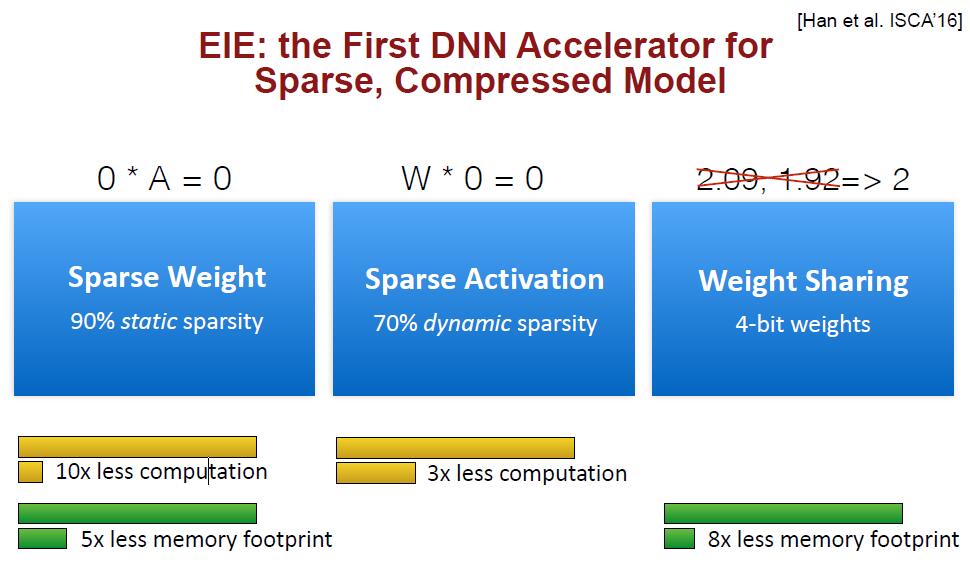 [Han et al. ISCA'16]
EIE: the First DNN Accelerator for
Sparse, Compressed Model
0 * A = 0
W * 0 = 0
2.09, 1.92=> 2
Sparse Weight
90% static sparsity
Sparse Activation
70% dynamic sparsity
Weight Sharing
4-bit weights
10x less computation
3x less computation
5x less memory footprint
8x less memory footprint